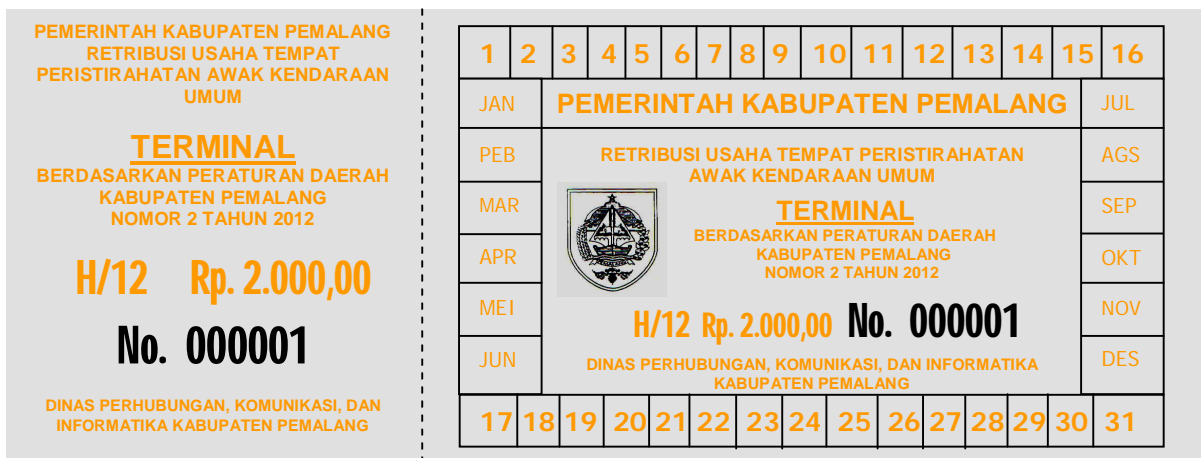 PEMERINTAH KABUPATEN PEMALANG
RETRIBUSI USAHA TEMPAT
PERISTIRAHATAN AWAK KENDARAAN
UMUM
TERMINAL
BERDASARKAN PERATURAN DAERAH
KABUPATEN PEMALANG
NOMOR 2 TAHUN 2012
H/12 Rp. 2.000,00
No. 000001
DINAS PERHUBUNGAN, KOMUNIKASI, DAN
INFORMATIKA KABUPATEN PEMALANG
1 2 3 4 5 6 7 8 9 10 11 12 13 14 15 16
JAN
PEB
MAR
APR
MEI
JUN
PEMERINTAH KABUPATEN PEMALANG
RETRIBUSI USAHA TEMPAT PERISTIRAHATAN
AWAK KENDARAAN UMUM
TERMINAL
BERDASARKAN PERATURAN DAERAH
KABUPATEN PEMALANG
NOMOR 2 TAHUN 2012
H/12 Rp. 2.000,00 No. 000001
DINAS PERHUBUNGAN, KOMUNIKASI, DAN INFORMATIKA
KABUPATEN PEMALANG
JUL
AGS
SEP
OKT
NOV
DES
17 18 19 20 21 22 23 24 25 26 27 28 29 30 31